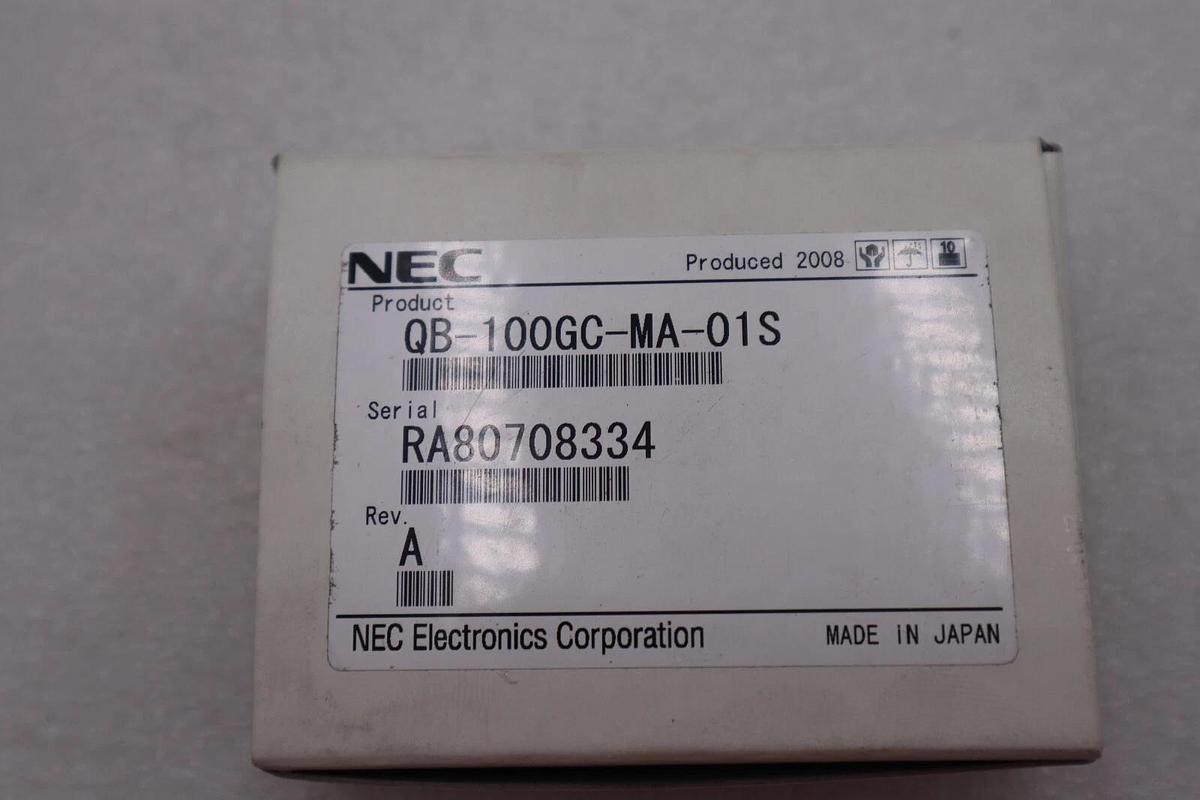 NEC Produced 2008 10
Product
QB-100GC-MA-01S
Serial
RA80708334
Rev.
A
NEC Electronics Corporation MADE IN JAPAN